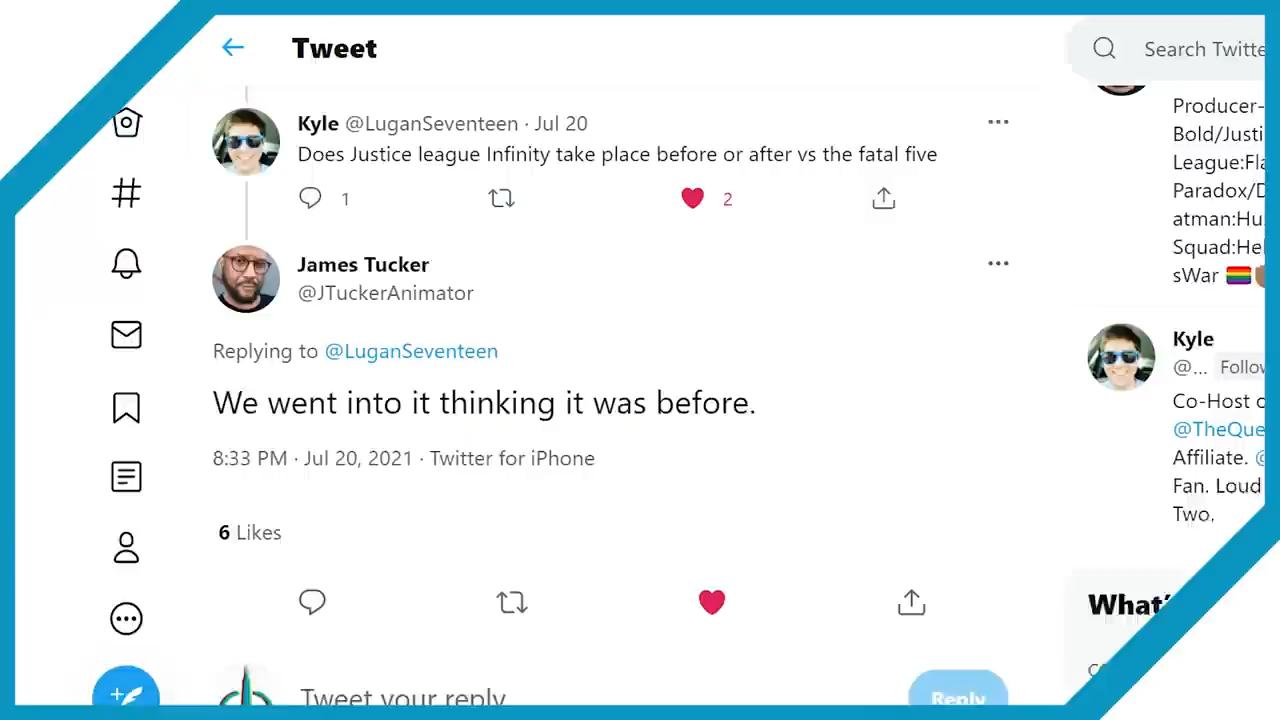 Tweet
Kyle @LuganSeventeen · Jul 20
Does Justice league Infinity take place before or after vs the fatal five
1
2
James Tucker
@JTuckerAnimator
Replying to @LuganSeventeen
We went into it thinking it was before.
8:33 PM · Jul 20, 2021 · Twitter for iPhone
6 Likes
Tweet your reply
Reply
Search Twitte
Producer-
Bold/Justi
League:Fla
Paradox/D
atman:Hu
Squad:Hel
sWar 🏳️‍🌈
Kyle
@... Follow
Co-Host o
@TheQue
Affiliate. @
Fan. Loud
Two,
What'